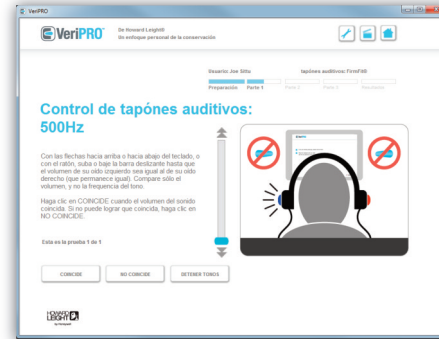 VeriPRO
VeriPRO™
De Howard Leight®
Un enfoque personal de la conservación
Usuario: Joe Sitto
tapónes auditivos: FirmFit®
Preparación Parte 1 Parte 2 Parte 3 Resultados
Control de tapónes auditivos:
500Hz
Con las flechas hacia arriba o hacia abajo del teclado, o
con el ratón, suba o baje la barra deslizante hasta que
el volumen de su oído izquierdo sea igual al de su oído
derecho (que permanece igual). Compare sólo el
volumen, y no la frecuencia del tono.
Haga clic en COINCIDE cuando el volumen del sonido
coincida. Si no puede lograr que coincida, haga clic en
NO COINCIDE.
Esta es la prueba 1 de 1
COINCIDE
NO COINCIDE
DETENER TONOS
HOWARD
LEIGHT
by Honeywell